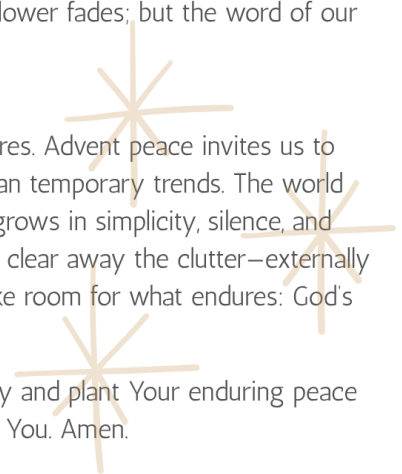 lower fades; but the word of our
res. Advent peace invites us to
an temporary trends. The world
grows in simplicity, silence, and
clear away the clutter—externally
ke room for what endures: God's
y and plant Your enduring peace
You. Amen.